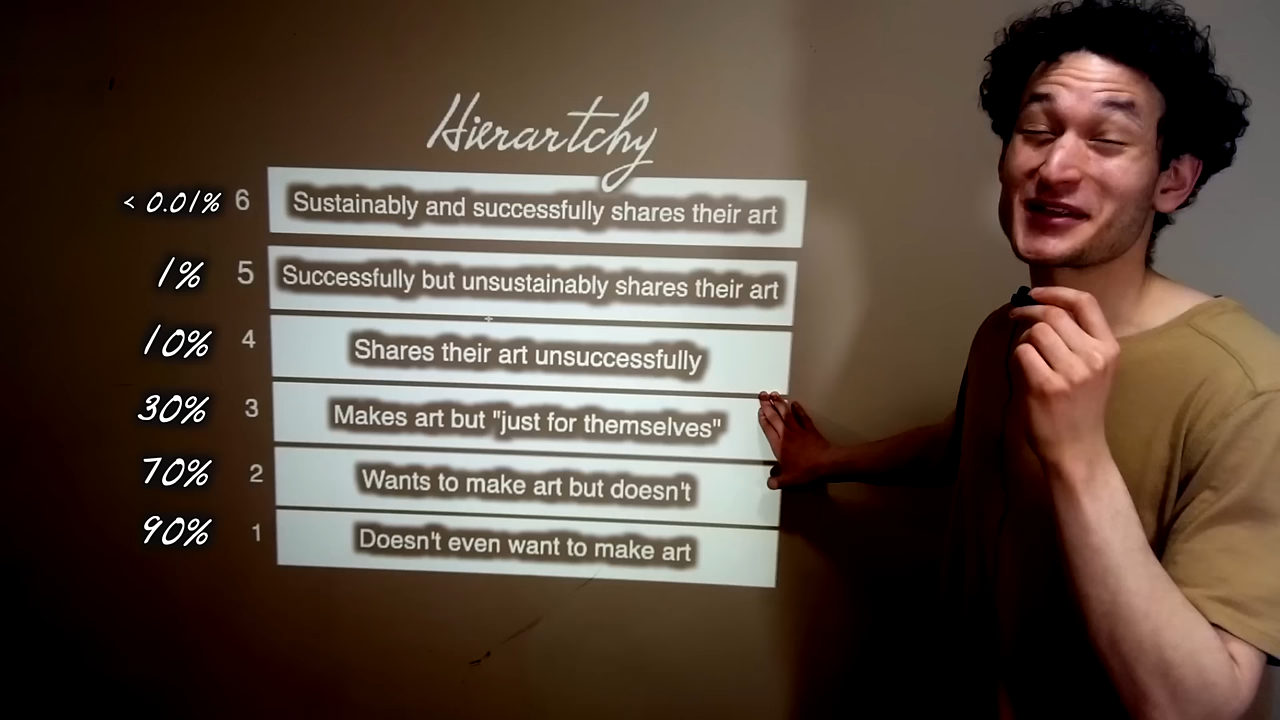 Hierartchy
< 0.01% 6 Sustainably and successfully shares their art
1% 5 Successfully but unsustainably shares their art
10% 4 Shares their art unsuccessfully
30% 3 Makes art but "just for themselves"
70% 2 Wants to make art but doesn't
90% 1 Doesn't even want to make art